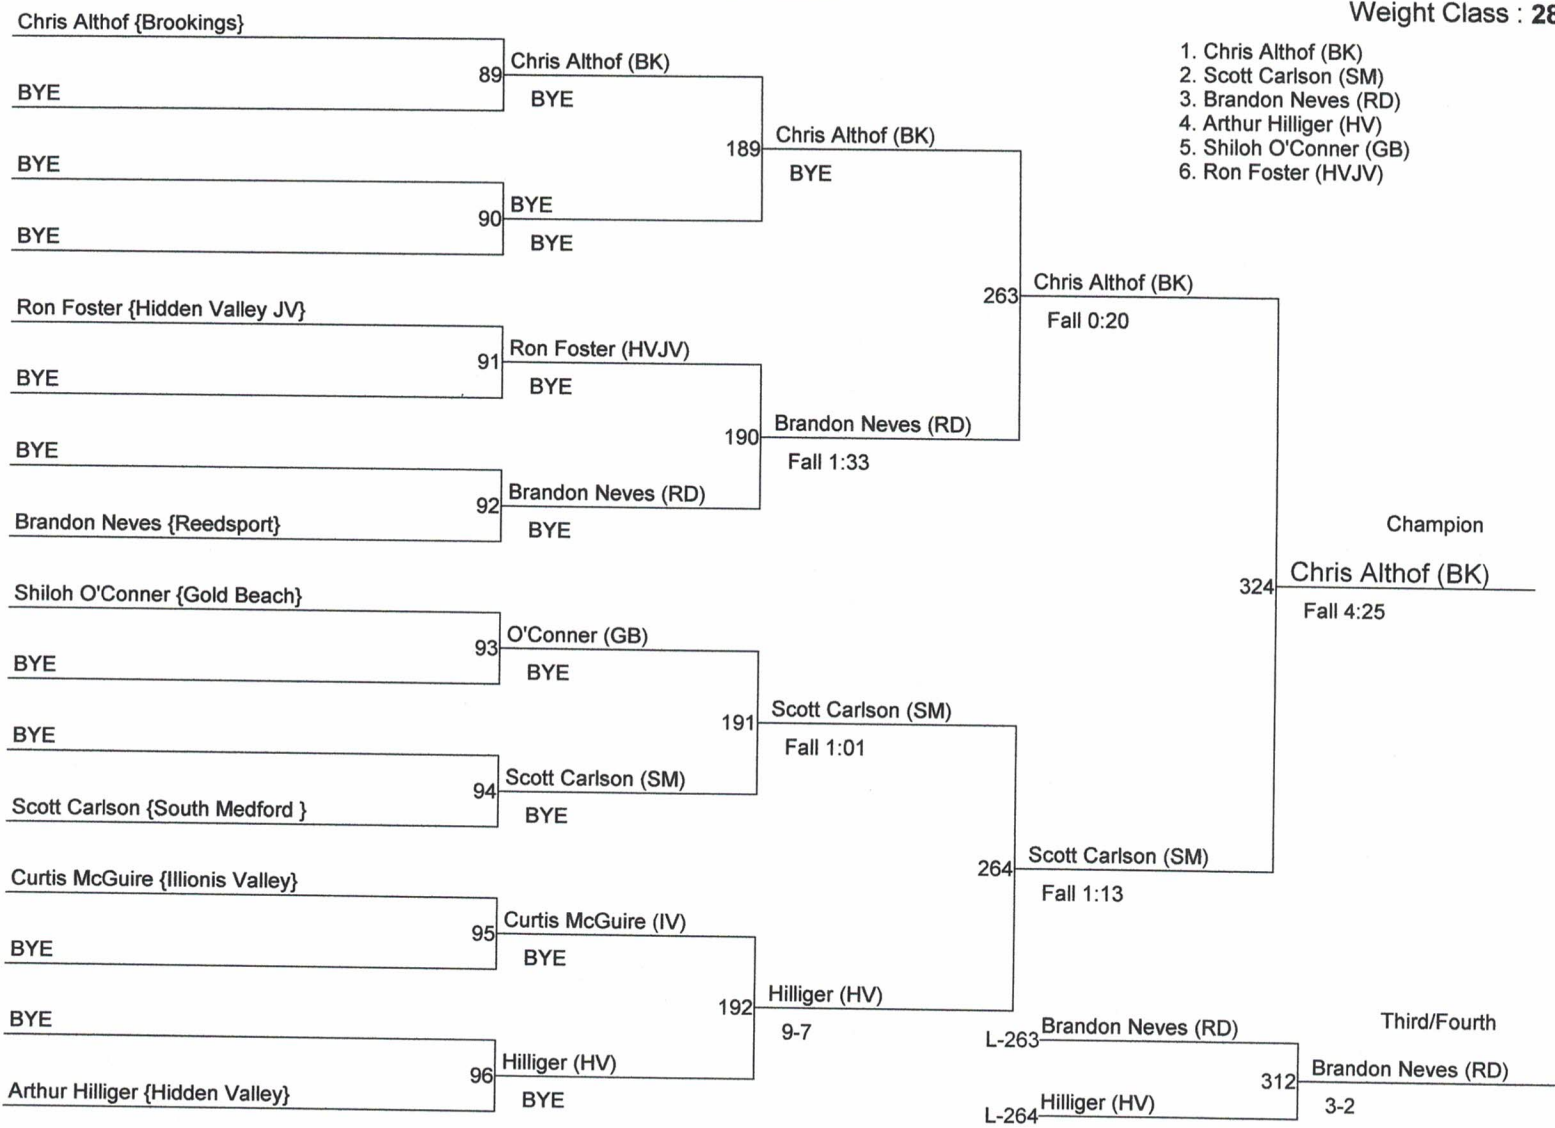 Weight Class : 28
1. Chris Althof (BK)
2. Scott Carlson (SM)
3. Brandon Neves (RD)
4. Arthur Hilliger (HV)
5. Shiloh O'Conner (GB)
6. Ron Foster (HVJV)
Chris Althof {Brookings}
BYE
BYE
BYE
Ron Foster {Hidden Valley JV}
BYE
BYE
Brandon Neves {Reedsport}
Shiloh O'Conner {Gold Beach}
BYE
BYE
Scott Carlson {South Medford }
Curtis McGuire {Illionis Valley}
BYE
BYE
Arthur Hilliger {Hidden Valley}
89 Chris Althof (BK)
BYE
90 BYE
BYE
91 Ron Foster (HVJV)
BYE
92 Brandon Neves (RD)
BYE
93 O'Conner (GB)
BYE
94 Scott Carlson (SM)
BYE
95 Curtis McGuire (IV)
BYE
96 Hilliger (HV)
BYE
189 Chris Althof (BK)
BYE
190 Brandon Neves (RD)
Fall 1:33
191 Scott Carlson (SM)
Fall 1:01
192 Hilliger (HV)
9-7
263 Chris Althof (BK)
Fall 0:20
264 Scott Carlson (SM)
Fall 1:13
Champion
324 Chris Althof (BK)
Fall 4:25
L-263 Brandon Neves (RD)
L-264 Hilliger (HV)
Third/Fourth
312 Brandon Neves (RD)
3-2